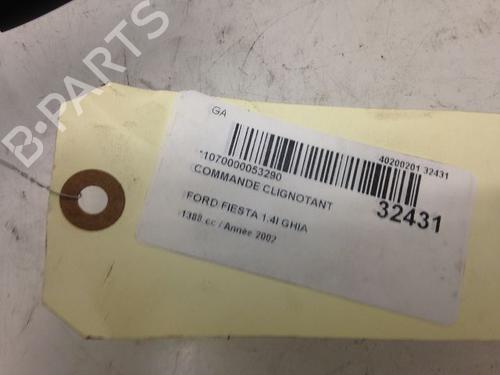 B-PARTS
GA
40200201 32431
*1070000053290
COMMANDE CLIGNOTANT
32431
FORD FIESTA 1.4I GHIA
1388 cc / Année 2002